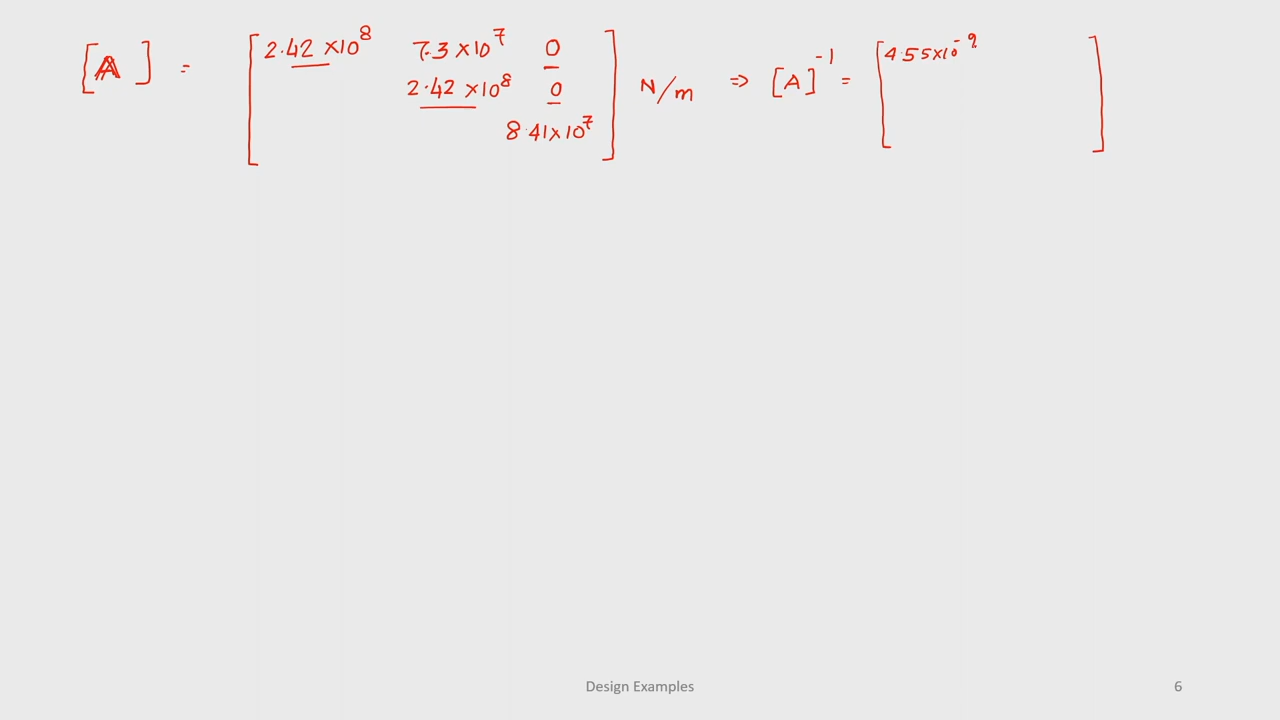 [A] = [ 2.42 ×10^8 7.3 ×10^7 0 N/m ⇒ [A]^-1 = [ 4.55×10^-9 ]
2.42 ×10^8 0
8.41×10^7 ]
Design Examples 6